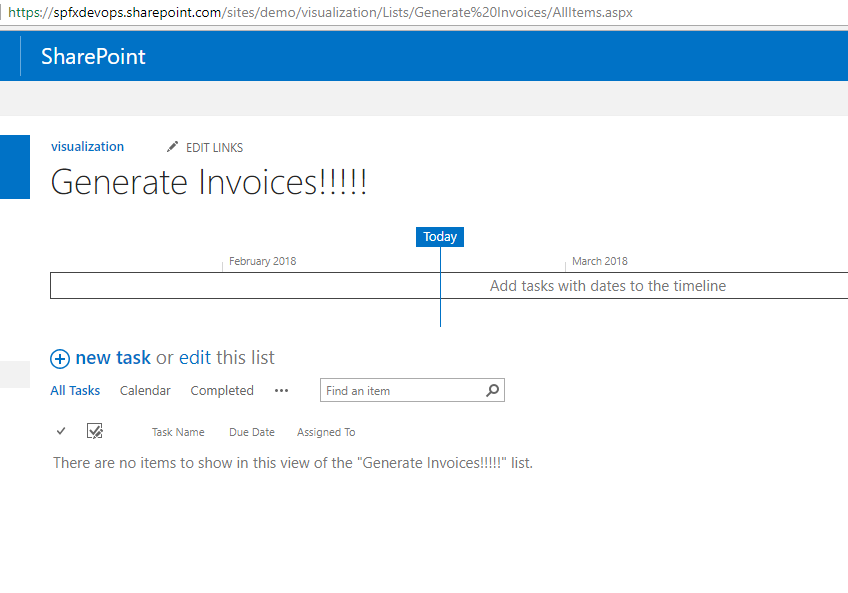 https://spfxdevops.sharepoint.com/sites/demo/visualization/Lists/Generate%20Invoices/AllItems.aspx
SharePoint
visualization EDIT LINKS
Generate Invoices!!!!!
Today
February 2018 March 2018
Add tasks with dates to the timeline
new task or edit this list
All Tasks Calendar Completed ••• Find an item
Task Name Due Date Assigned To
There are no items to show in this view of the "Generate Invoices!!!!!" list.